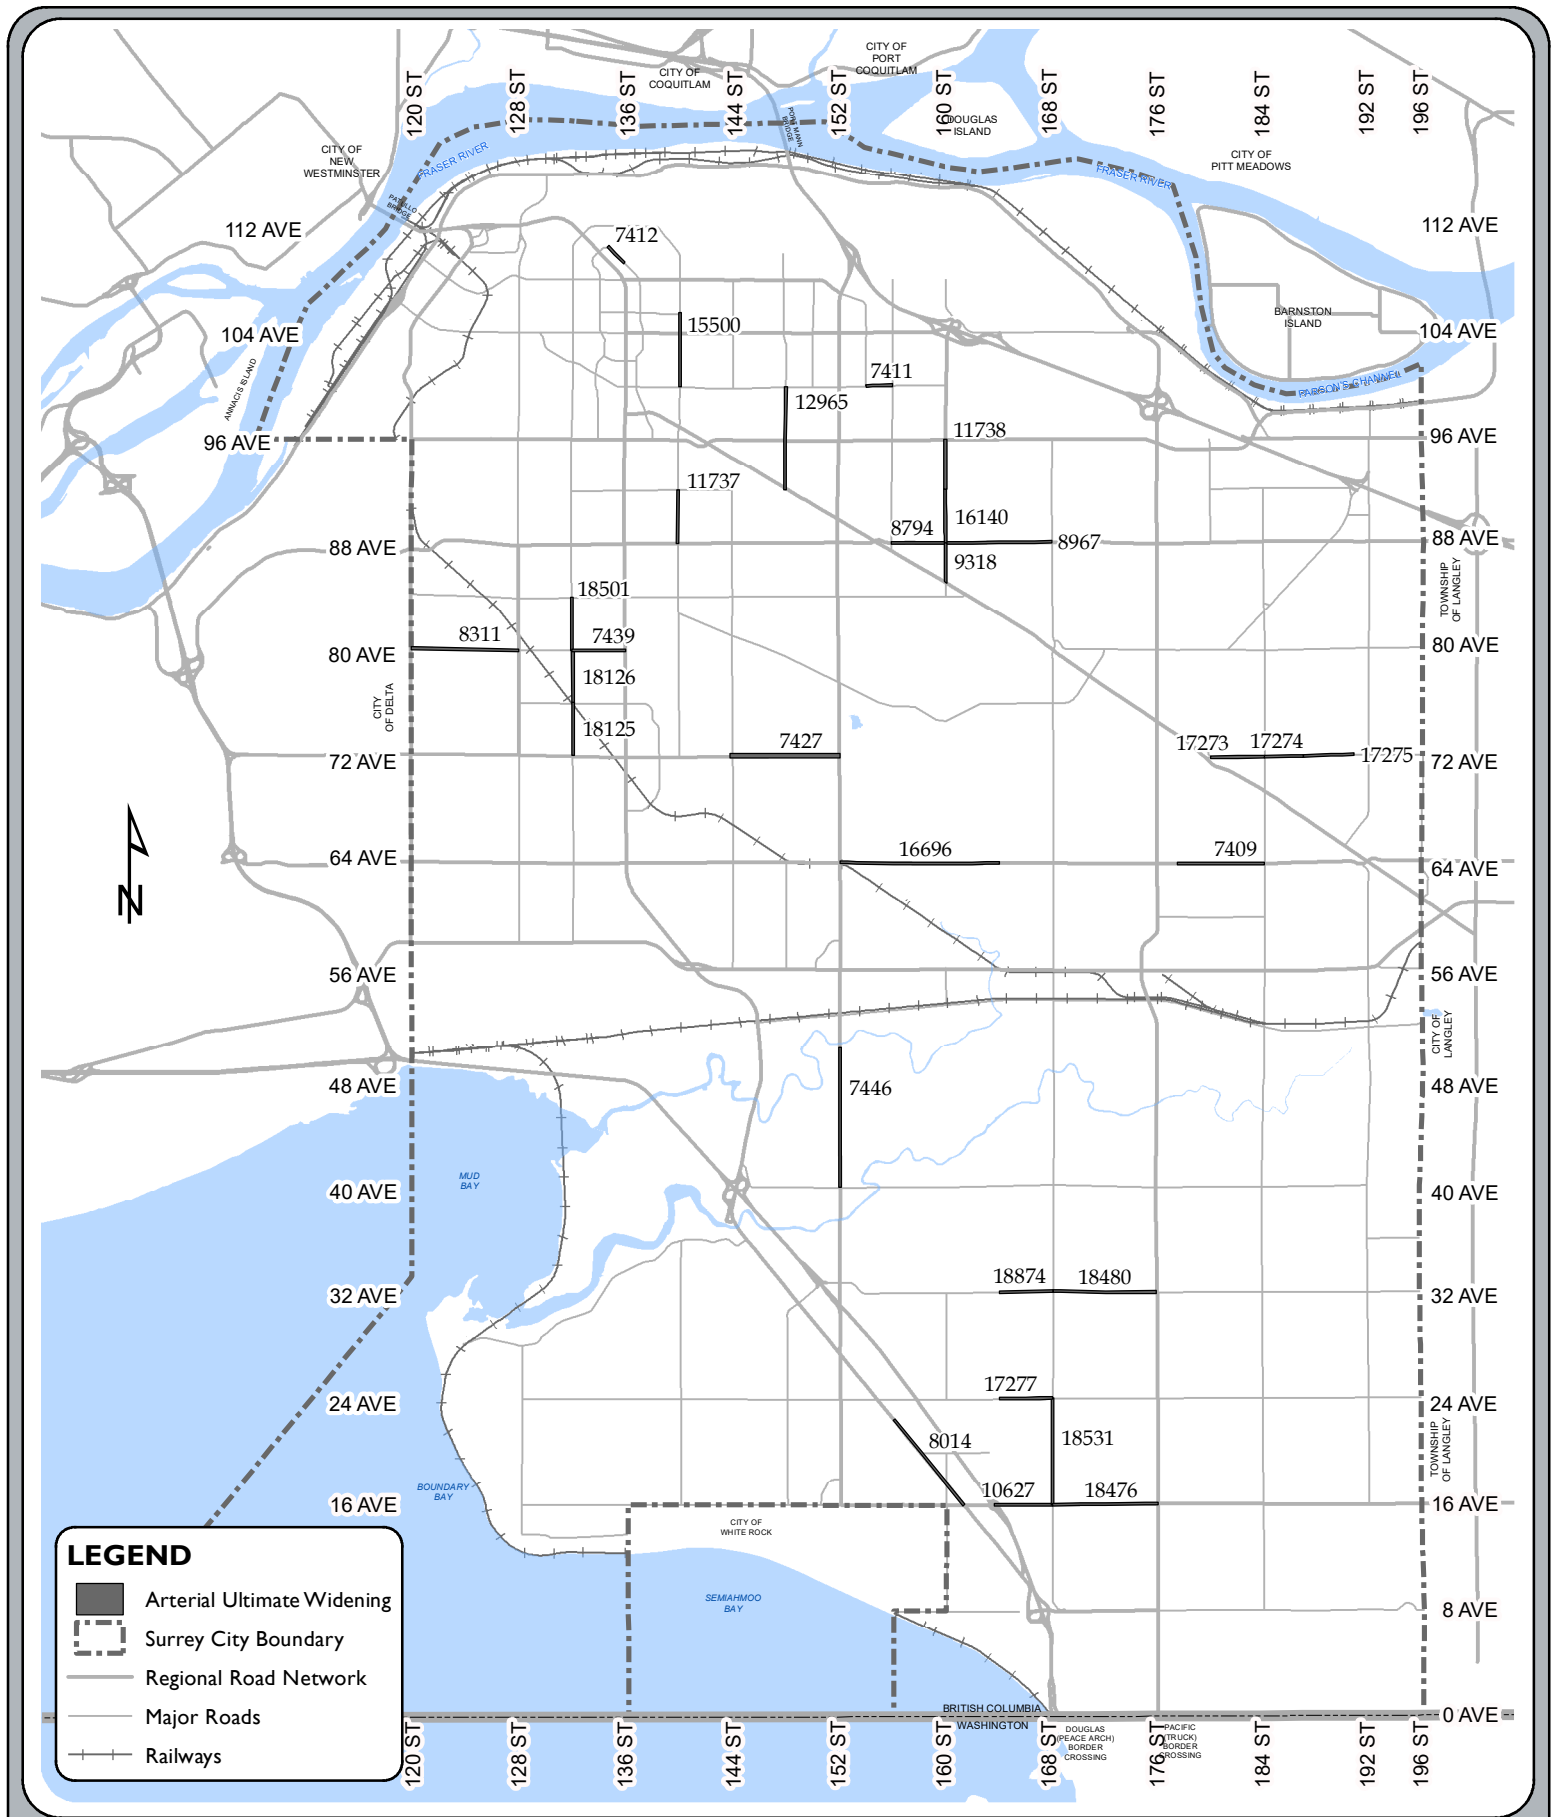 CITY OF
COQUITLAM
CITY OF
PORT
COQUITLAM
120 ST
128 ST
136 ST
144 ST
152 ST
160 ST
168 ST
176 ST
184 ST
192 ST
196 ST
PORT MANN
BRIDGE
DOUGLAS
ISLAND
CITY OF
NEW
WESTMINSTER
FRASER RIVER
CITY OF
PITT MEADOWS
FRASER RIVER
PATULLO
BRIDGE
112 AVE
112 AVE
7412
BARNSTON
ISLAND
104 AVE
15500
104 AVE
ANNACIS ISLAND
7411
PARSON'S CHANNEL
12965
96 AVE
11738
96 AVE
11737
16140
8794
88 AVE
8967
88 AVE
9318
18501
TOWNSHIP
OF LANGLEY
8311
7439
80 AVE
80 AVE
18126
CITY
OF DELTA
18125
7427
17273
17274
17275
72 AVE
72 AVE
64 AVE
16696
7409
64 AVE
N
56 AVE
56 AVE
CITY OF
LANGLEY
48 AVE
7446
48 AVE
MUD
BAY
40 AVE
40 AVE
18874
18480
32 AVE
32 AVE
17277
24 AVE
24 AVE
8014
18531
TOWNSHIP
OF LANGLEY
BOUNDARY
BAY
10627
18476
16 AVE
16 AVE
CITY OF
WHITE ROCK
LEGEND
Arterial Ultimate Widening
Surrey City Boundary
Regional Road Network
Major Roads
Railways
SEMIAHMOO
BAY
8 AVE
BRITISH COLUMBIA
WASHINGTON
0 AVE
DOUGLAS
(PEACE ARCH)
BORDER
CROSSING
PACIFIC
(TRUCK)
BORDER
CROSSING
120 ST
128 ST
136 ST
144 ST
152 ST
160 ST
168 ST
176 ST
184 ST
192 ST
196 ST